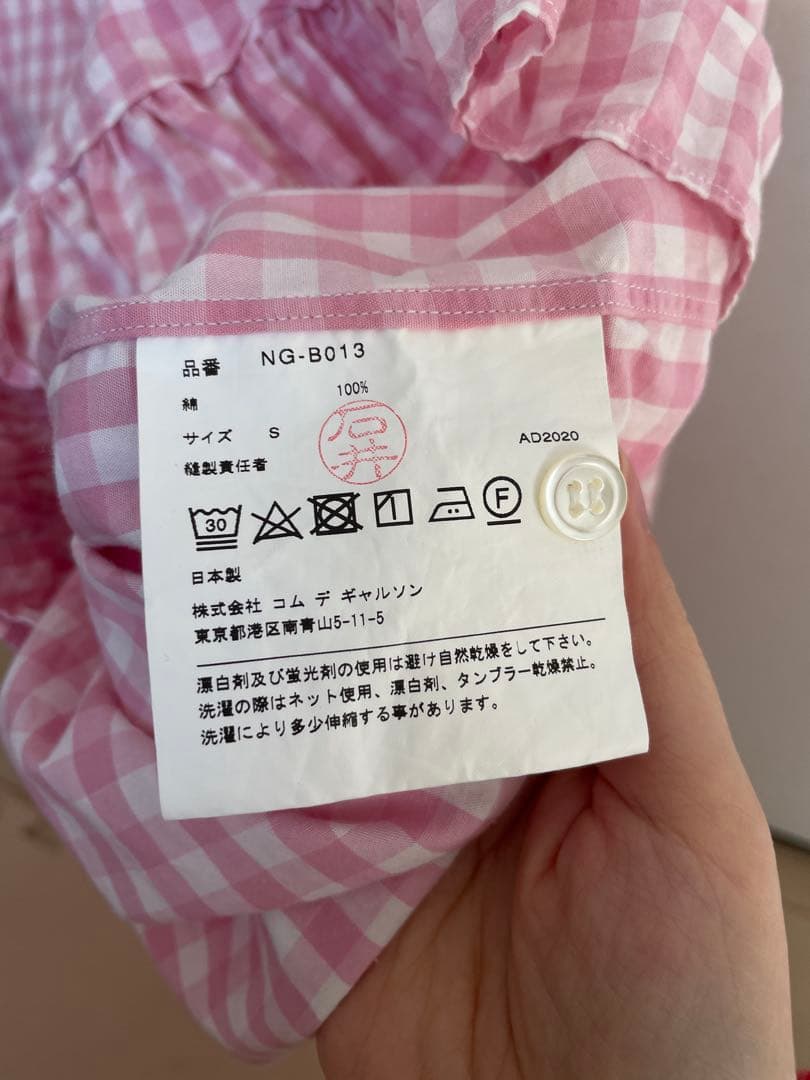 品番 NG-B013
綿 100%
サイズ S
石井
AD2020
縫製責任者
30
F
日本製
株式会社 コム デ ギャルソン
東京都港区南青山5-11-5
漂白剤及び蛍光剤の使用は避け自然乾燥をして下さい。
洗濯の際はネット使用、漂白剤、タンブラー乾燥禁止。
洗濯により多少伸縮する事があります。